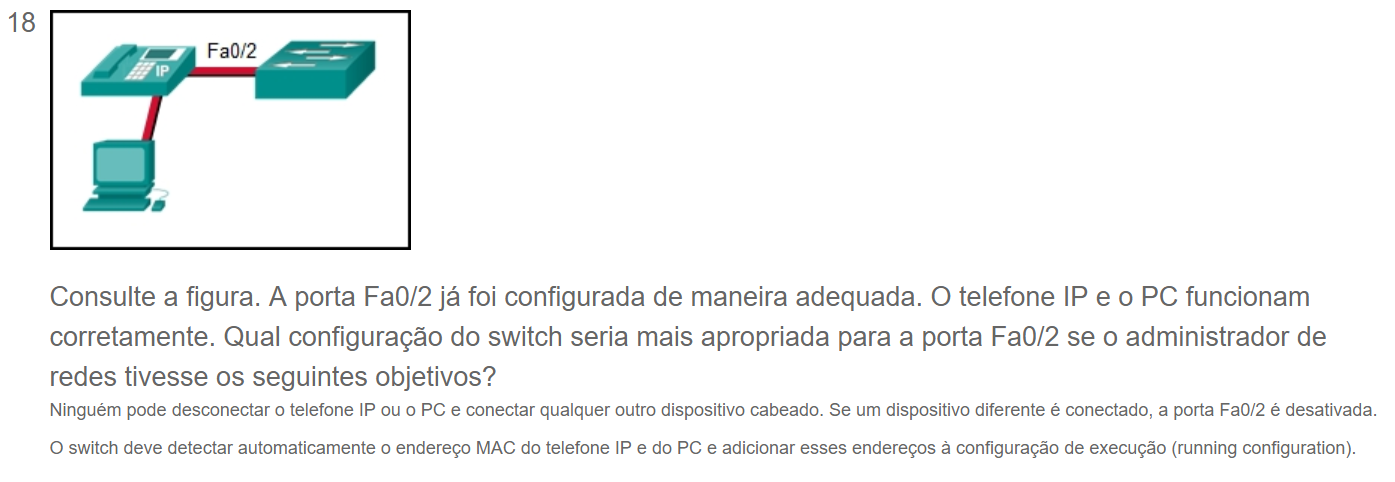 18
Fa0/2
IP
Consulte a figura. A porta Fa0/2 já foi configurada de maneira adequada. O telefone IP e o PC funcionam
corretamente. Qual configuração do switch seria mais apropriada para a porta Fa0/2 se o administrador de
redes tivesse os seguintes objetivos?
Ninguém pode desconectar o telefone IP ou o PC e conectar qualquer outro dispositivo cabeado. Se um dispositivo diferente é conectado, a porta Fa0/2 é desativada.
O switch deve detectar automaticamente o endereço MAC do telefone IP e do PC e adicionar esses endereços à configuração de execução (running configuration).